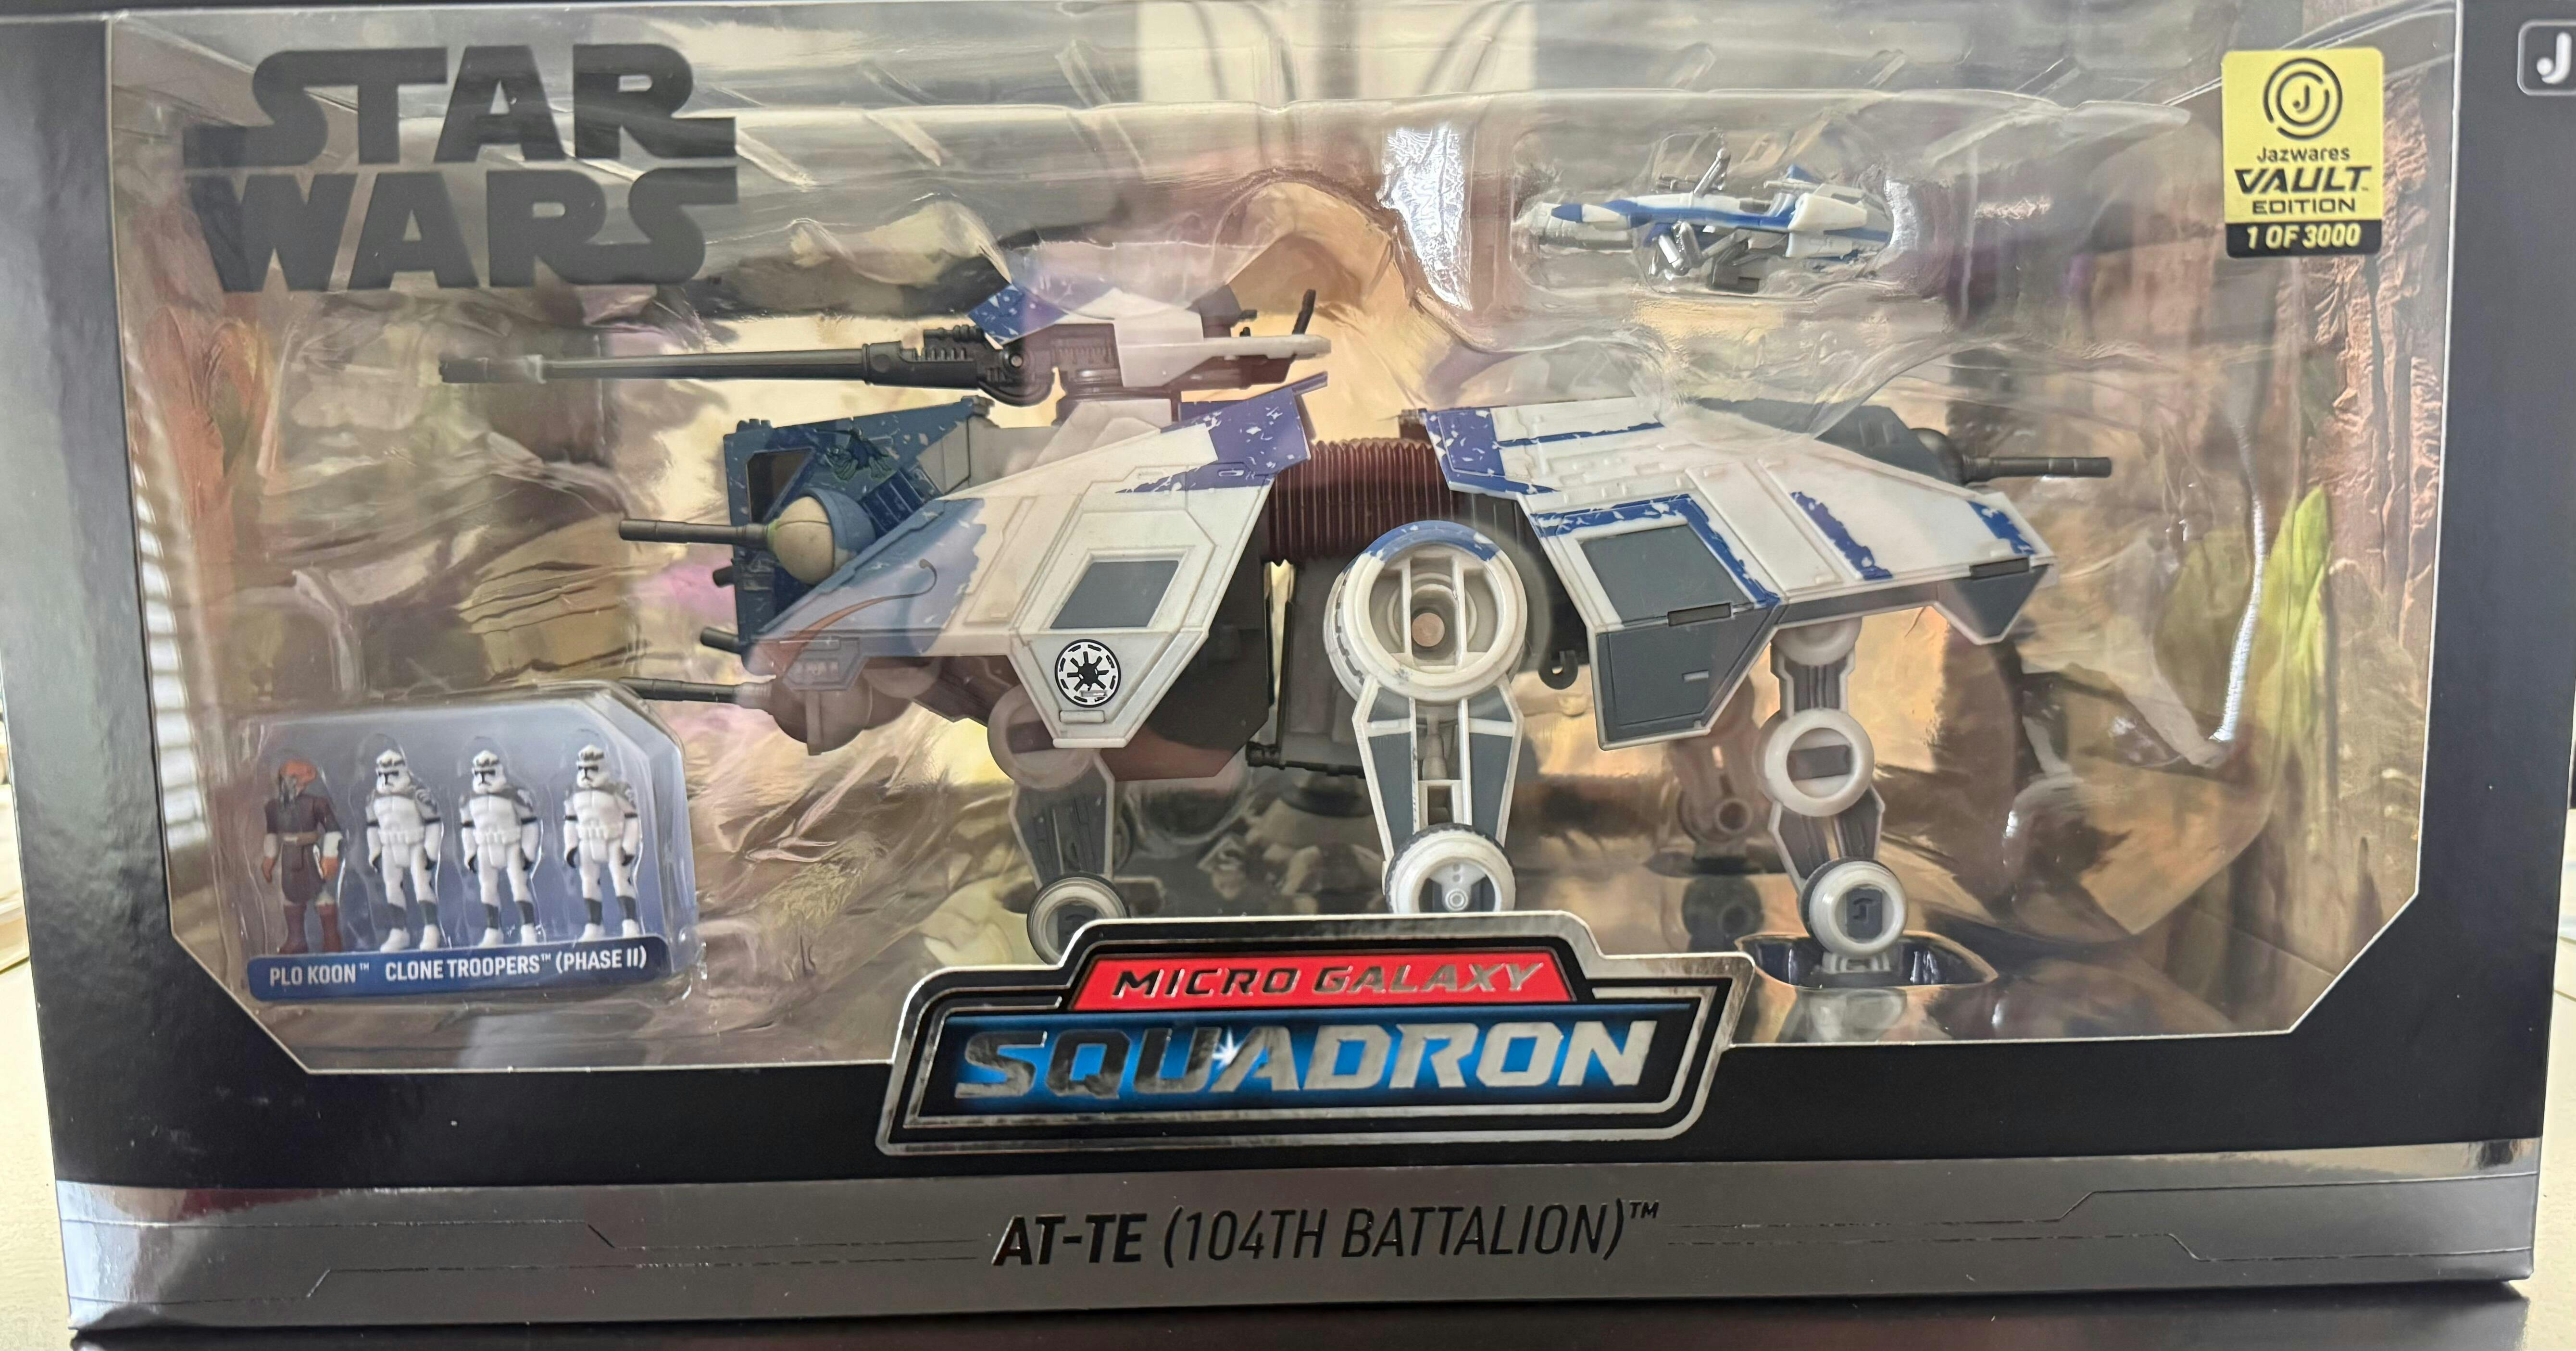 STAR
WARS
J
J
Jazwares
VAULT™
EDITION
1 OF 3000
PLO KOON™ CLONE TROOPERS™ (PHASE II)
MICRO GALAXY
SQUADRON
AT-TE (104TH BATTALION)™